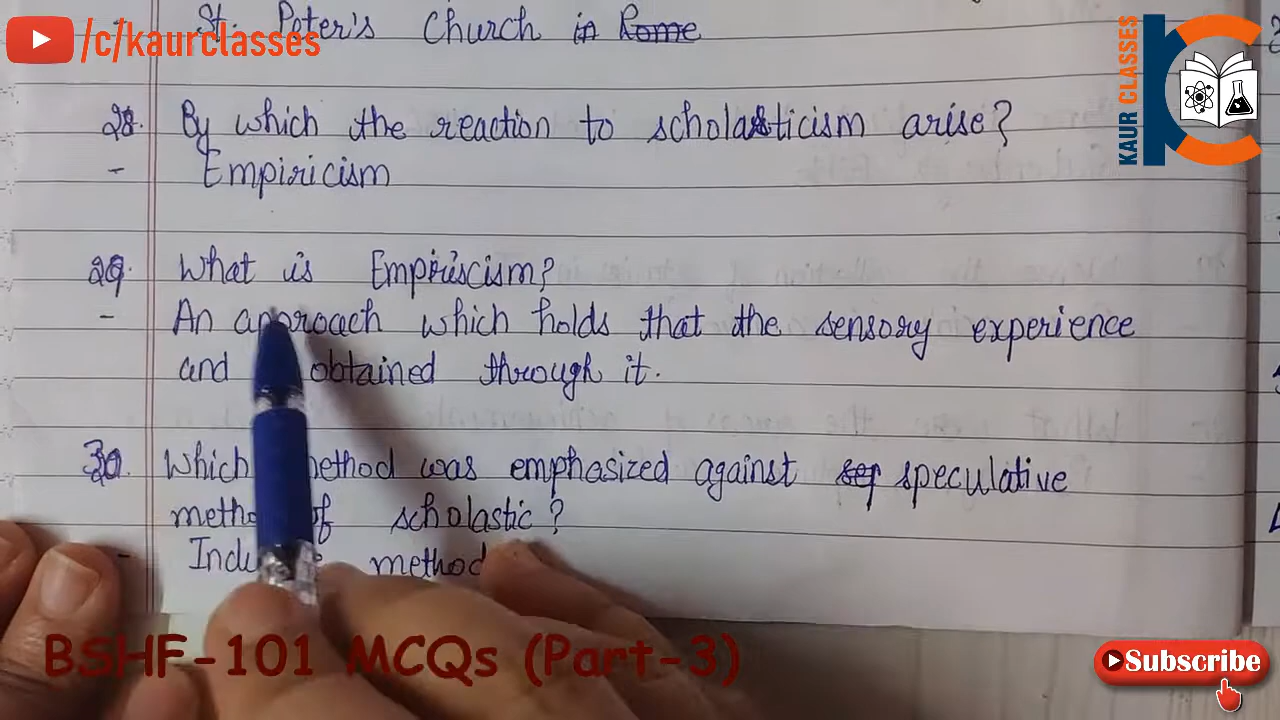 - St. Peter's Church in Rome
/c/kaurclasses
KAUR CLASSES
28. By which the reaction to scholasticism arise?
- Empiricism
29. What is Empiriscism?
- An approach which holds that the sensory experience
and obtained through it.
30. Which method was emphasized against speculative
method of scholastic?
- method
BSHF-101 MCQs (Part-3)
Subscribe